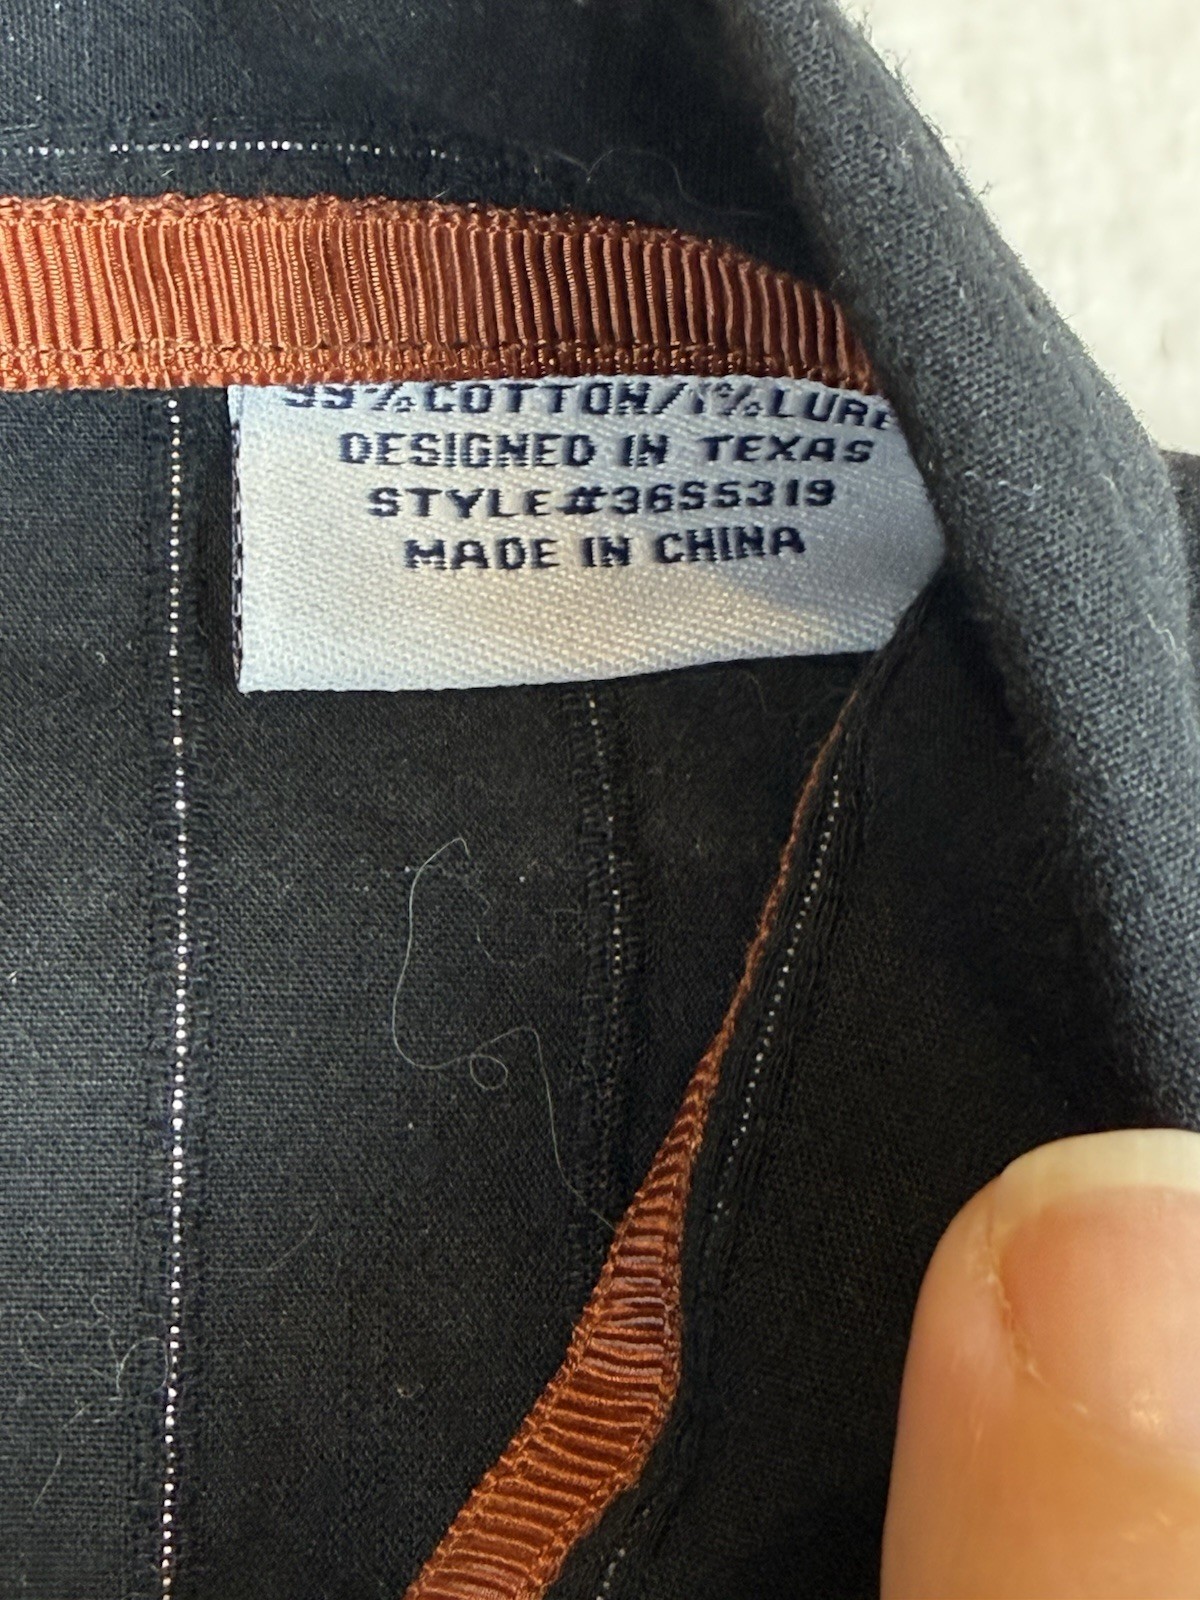 99% COTTON/1% LURE
DESIGNED IN TEXAS
STYLE#36S5319
MADE IN CHINA